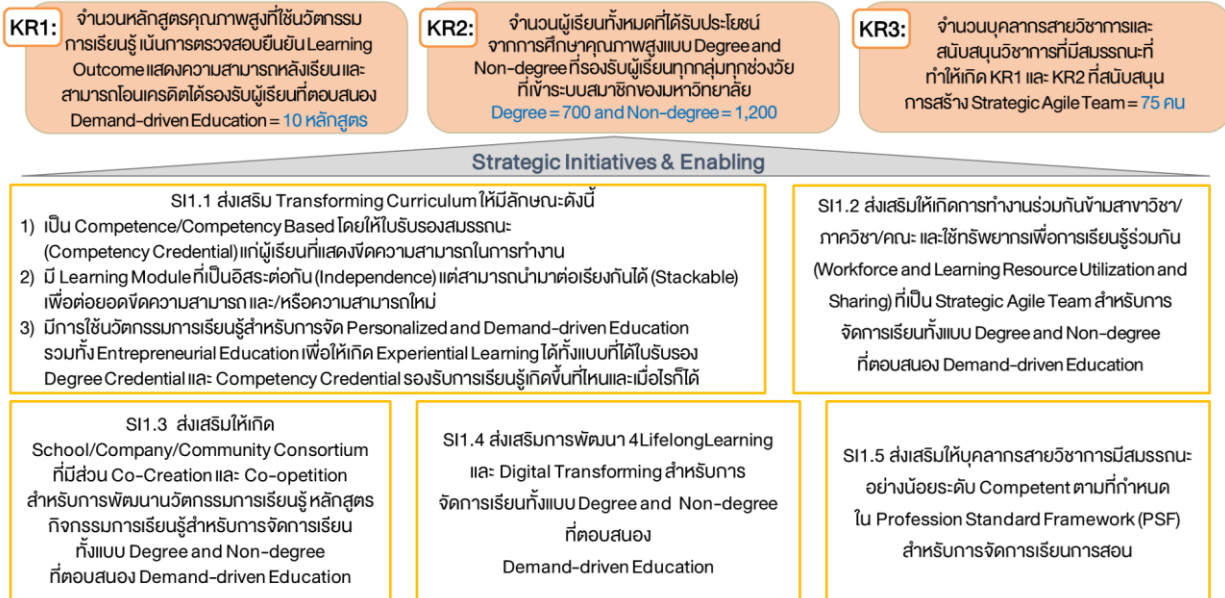 KR1: จำนวนหลักสูตรคุณภาพสูงที่ใช้นวัตกรรม
การเรียนรู้ เน้นการตรวจสอบยืนยัน Learning
Outcome แสดงความสามารถหลังเรียน และ
สามารถโอนเครดิตได้รองรับผู้เรียนที่ตอบสนอง
Demand-driven Education = 10 หลักสูตร
KR2: จำนวนผู้เรียนทั้งหมดที่ได้รับประโยชน์
จากการศึกษาคุณภาพสูงแบบ Degree and
Non-degree ที่รองรับผู้เรียนทุกกลุ่มทุกช่วงวัย
ที่เข้าระบบสมาชิกของมหาวิทยาลัย
Degree = 700 and Non-degree = 1,200
KR3: จำนวนบุคลากรสายวิชาการและ
สนับสนุนวิชาการที่มีสมรรถนะที่
ทำให้เกิด KR1 และ KR2 ที่สนับสนุน
การสร้าง Strategic Agile Team = 75 คน
Strategic Initiatives & Enabling
SI1.1 ส่งเสริม Transforming Curriculum ให้มีลักษณะดังนี้
1) เป็น Competence/Competency Based โดยให้ใบรับรองสมรรถนะ
(Competency Credential) แก่ผู้เรียนที่แสดงขีดความสามารถในการทำงาน
2) มี Learning Module ที่เป็นอิสระต่อกัน (Independence) แต่สามารถนำมาต่อเรียงกันได้ (Stackable)
เพื่อต่อยอดขีดความสามารถ และ/หรือความสามารถใหม่
3) มีการใช้นวัตกรรมการเรียนรู้สำหรับการจัด Personalized and Demand-driven Education
รวมทั้ง Entrepreneurial Education เพื่อให้เกิด Experiential Learning ได้ทั้งแบบที่ได้ใบรับรอง
Degree Credential และ Competency Credential รองรับการเรียนรู้เกิดขึ้นที่ไหนและเมื่อไรก็ได้
SI1.2 ส่งเสริมให้เกิดการทำงานร่วมกันข้ามสาขาวิชา/
ภาควิชา/คณะ และใช้ทรัพยากรเพื่อการเรียนรู้ร่วมกัน
(Workforce and Learning Resource Utilization and
Sharing) ที่เป็น Strategic Agile Team สำหรับการ
จัดการเรียนทั้งแบบ Degree and Non-degree
ที่ตอบสนอง Demand-driven Education
SI1.3 ส่งเสริมให้เกิด
School/Company/Community Consortium
ที่มีส่วน Co-Creation และ Co-opetition
สำหรับการพัฒนานวัตกรรมการเรียนรู้ หลักสูตร
กิจกรรมการเรียนรู้สำหรับการจัดการเรียน
ทั้งแบบ Degree and Non-degree
ที่ตอบสนอง Demand-driven Education
SI1.4 ส่งเสริมการพัฒนา 4LifelongLearning
และ Digital Transforming สำหรับการ
จัดการเรียนทั้งแบบ Degree and Non-degree
ที่ตอบสนอง
Demand-driven Education
SI1.5 ส่งเสริมให้บุคลากรสายวิชาการมีสมรรถนะ
อย่างน้อยระดับ Competent ตามที่กำหนด
ใน Profession Standard Framework (PSF)
สำหรับการจัดการเรียนการสอน